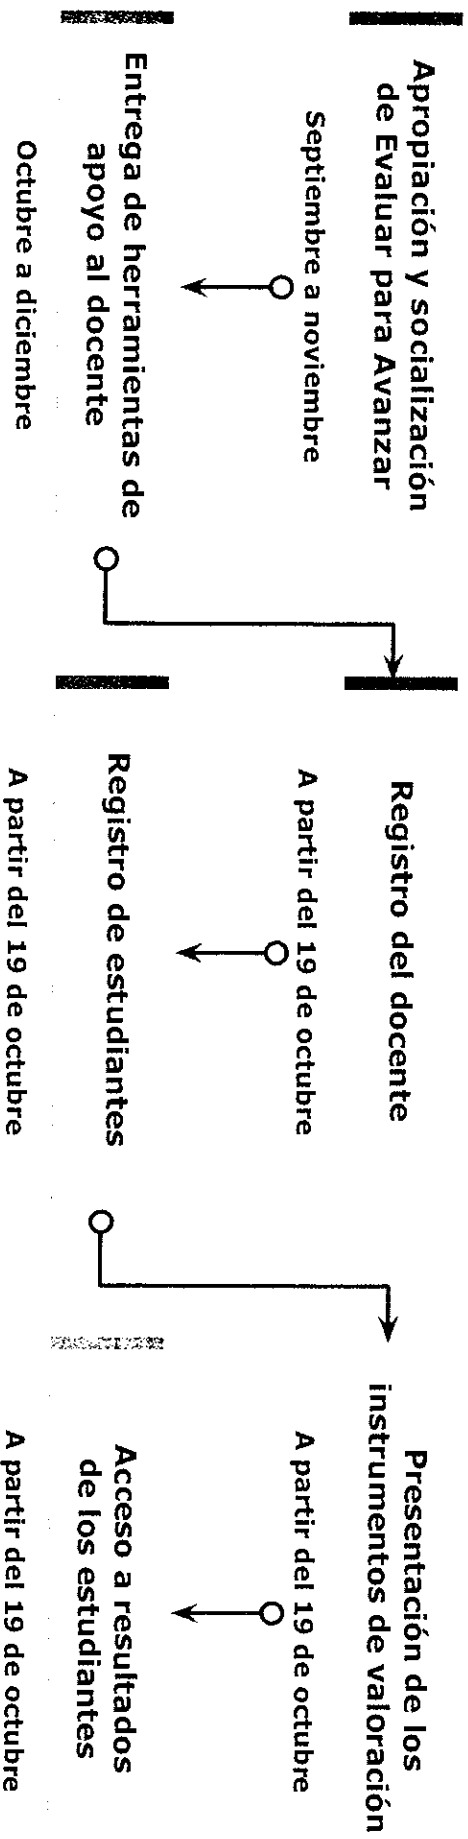 Apropiación y socialización
de Evaluar para Avanzar
Septiembre a noviembre
Entrega de herramientas de
apoyo al docente
Octubre a diciembre
Registro del docente
A partir del 19 de octubre
Registro de estudiantes
A partir del 19 de octubre
Presentación de los
instrumentos de valoración
A partir del 19 de octubre
Acceso a resultados
de los estudiantes
A partir del 19 de octubre